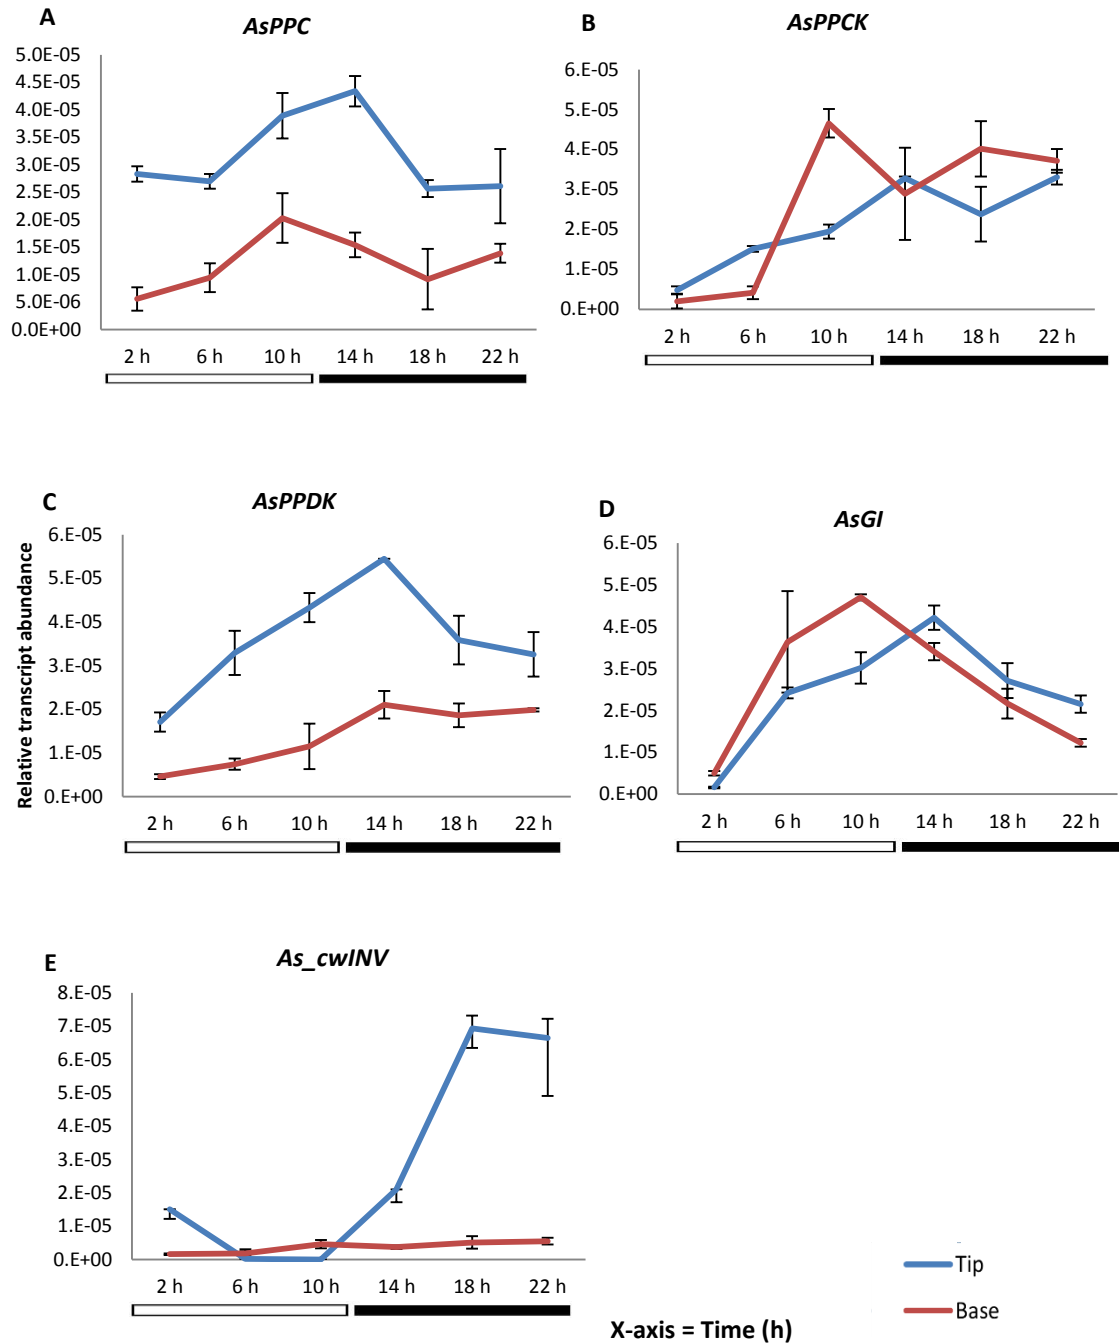 A
AsPPC
5.0E-05
4.5E-05
4.0E-05
3.5E-05
3.0E-05
2.5E-05
2.0E-05
1.5E-05
1.0E-05
5.0E-06
0.0E+00
2 h 6 h 10 h 14 h 18 h 22 h
B
AsPPCK
6.E-05
5.E-05
4.E-05
3.E-05
2.E-05
1.E-05
0.E+00
2 h 6 h 10 h 14 h 18 h 22 h
C
AsPPDK
Relative transcript abundance
6.E-05
5.E-05
4.E-05
3.E-05
2.E-05
1.E-05
0.E+00
2 h 6 h 10 h 14 h 18 h 22 h
D
AsGI
6.E-05
5.E-05
4.E-05
3.E-05
2.E-05
1.E-05
0.E+00
2 h 6 h 10 h 14 h 18 h 22 h
E
As_cwINV
8.E-05
7.E-05
6.E-05
5.E-05
4.E-05
3.E-05
2.E-05
1.E-05
0.E+00
2 h 6 h 10 h 14 h 18 h 22 h
Tip
Base
X-axis = Time (h)